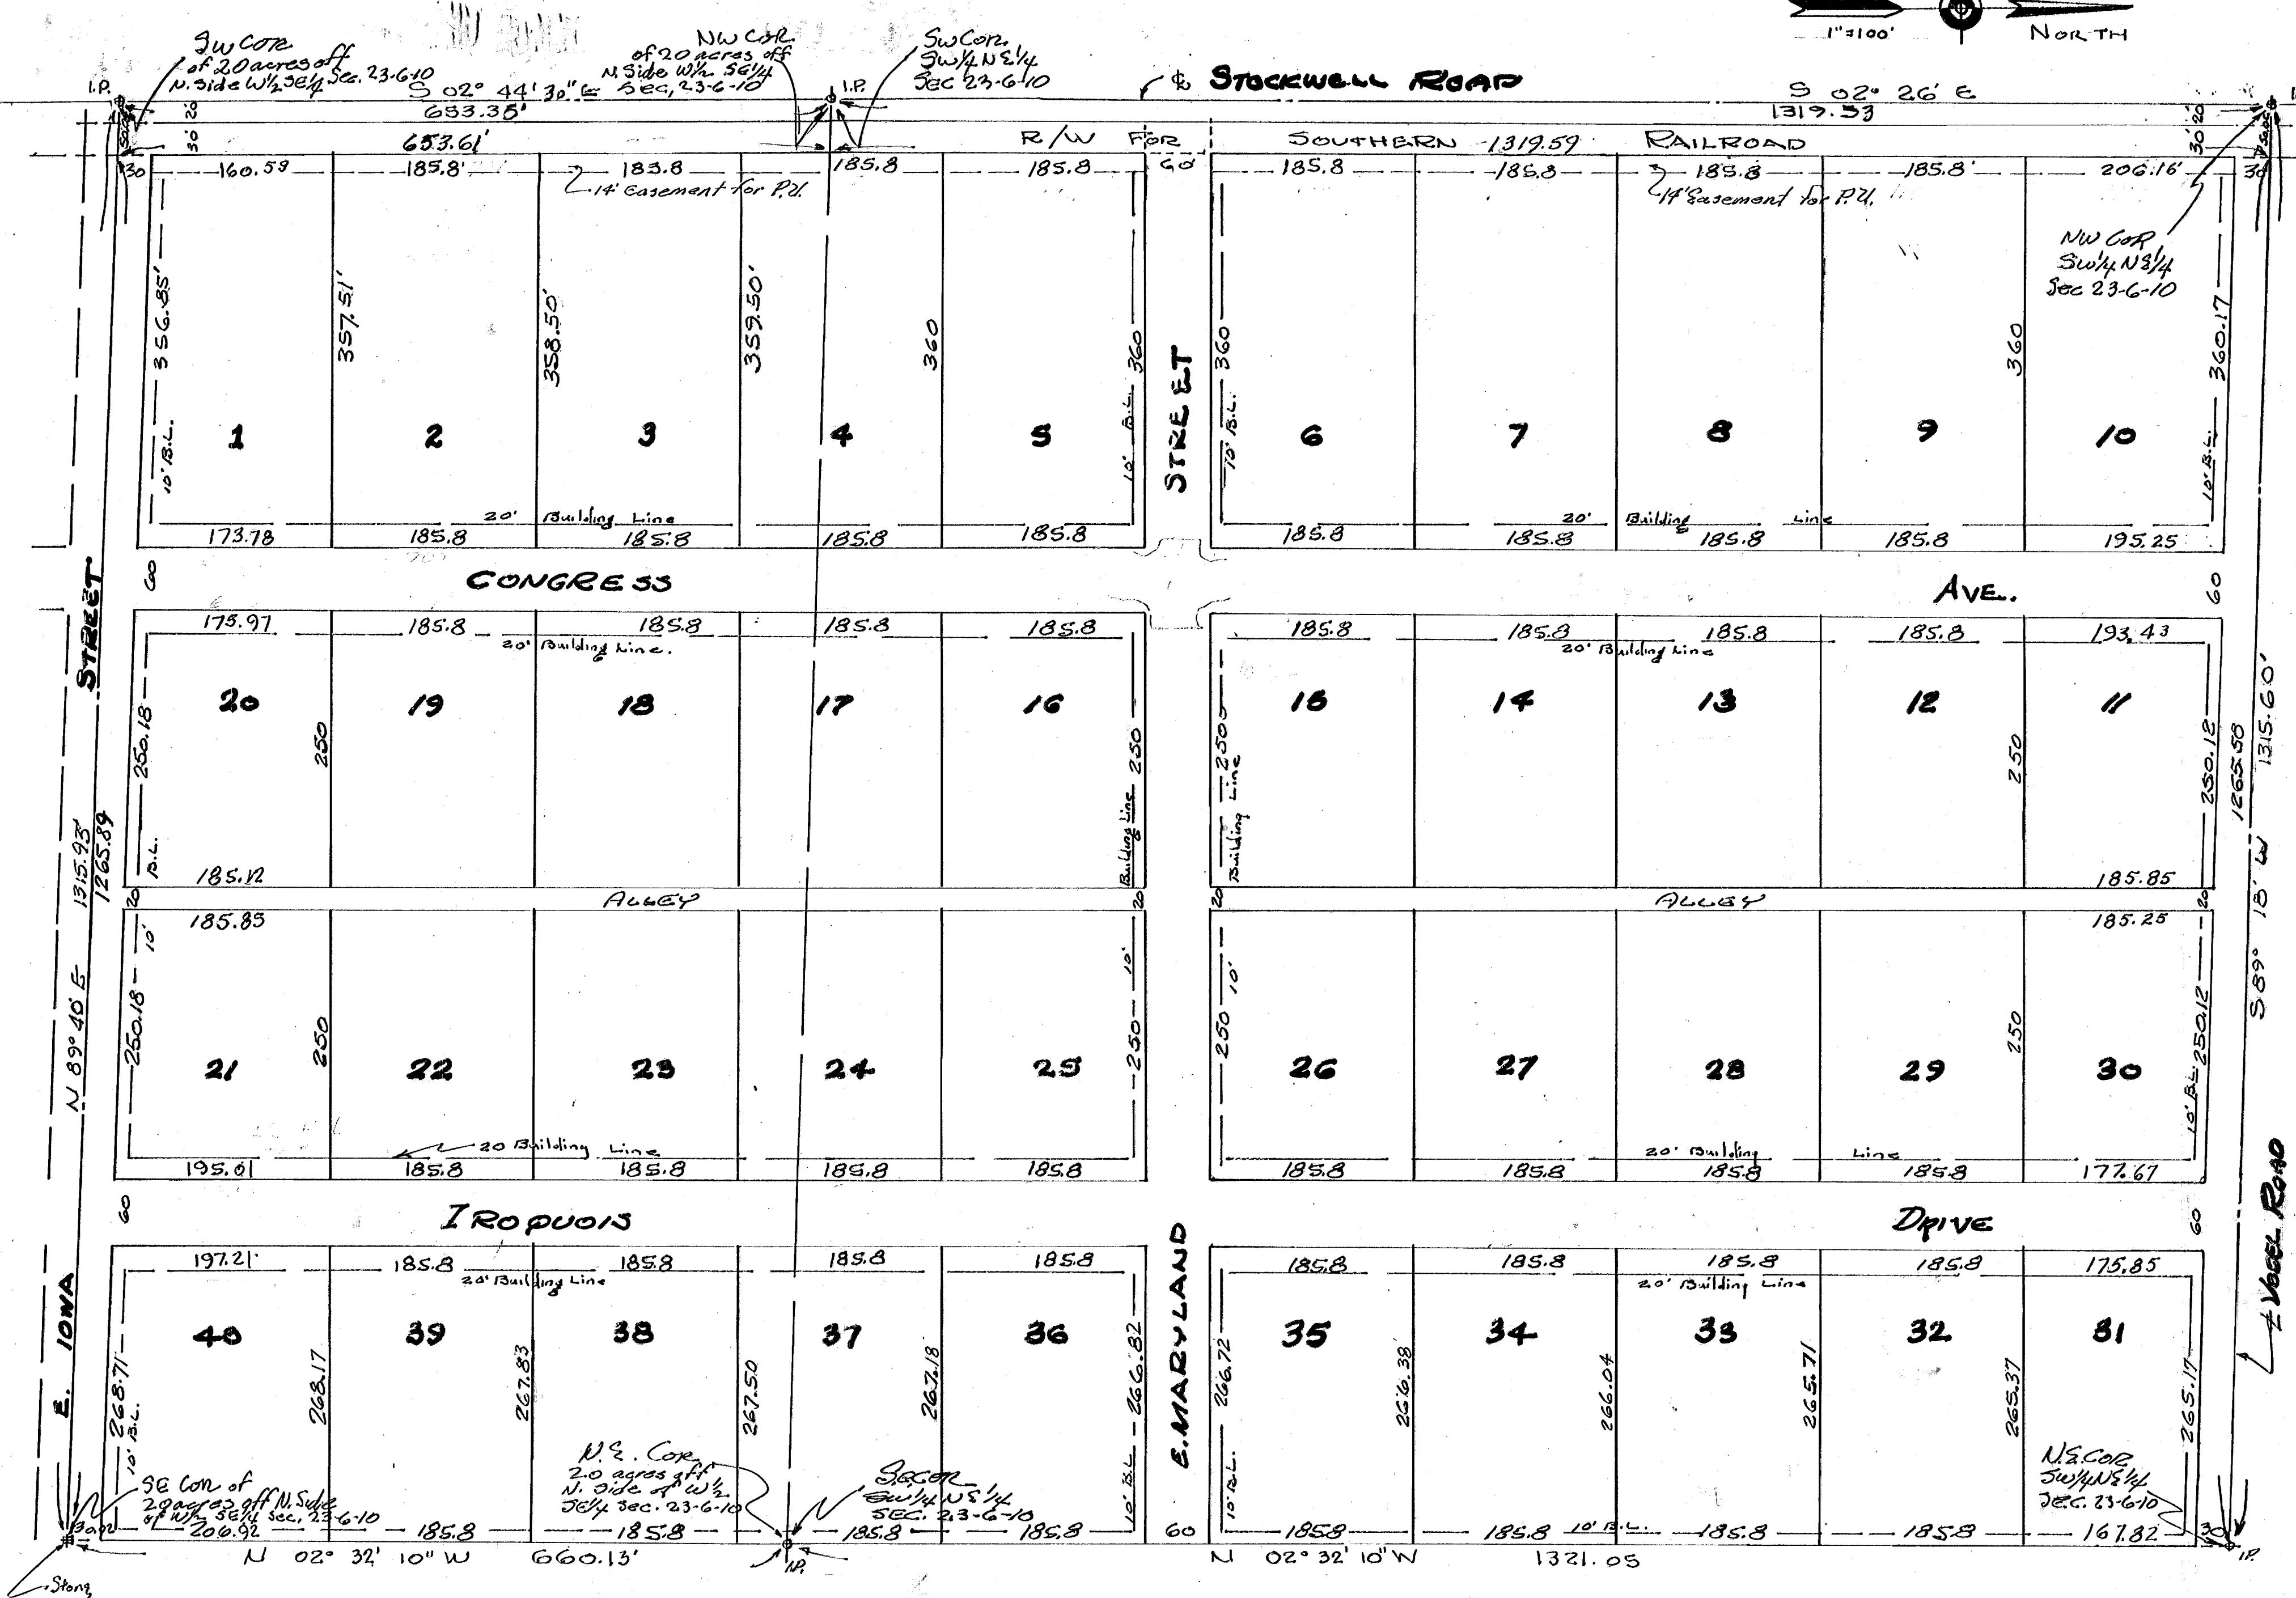 1"=100'
NORTH
SW COR
of 20 acres off
N. Side W½ SE¼ Sec. 23-6-10
I.P.
NW COR.
of 20 acres off
N. Side W½ SE¼
Sec, 23-6-10
I.P.
SW COR.
SW¼ NE¼
SEC 23-6-10
℄ STOCKWELL ROAD
S 02° 44' 30" E
653.35'
S 02° 26' E
1319.53
30' 20'
653.61'
R/W FOR SOUTHERN 1319.59 RAILROAD
30' 20'
30 160.59 185.8' 183.8 185.8 185.8 60' 185.8 185.8 185.8 185.8' 206.16' 30
14' Easement for P.U.
14' Easement for P.U.
NW COR
SW¼ NE¼
Sec 23-6-10
356.85' 357.51' 358.50' 359.50' 360 360 360 360 360.17
10' B.L. 10' B.L. 10' B.L. 10' B.L.
1 2 3 4 5 6 7 8 9 10
STREET
20' Building Line
20' Building Line
173.78 185.8 185.8 185.8 185.8 185.8 185.8 185.8 185.8 195.25
60 CONGRESS AVE. 60
STREET
175.97 185.8 185.8 185.8 185.8 185.8 185.8 185.8 185.8 193.43
20' Building Line.
20' Building Line
20 19 18 17 16 15 14 13 12 11
250.18 250 250 250 250 250.12
B.L. Building Line Building Line
1265.58
1315.60'
S 89° 18' W
1315.93'
1265.89
N 89° 40' E
185.12 185.85
20 ALLEY 20 20 ALLEY 20
185.85 185.25
10' 10' 10'
250.18 250 250 250 250 250.12
10' B.L.
21 22 23 24 25 26 27 28 29 30
20 Building Line
20' Building Line
195.01 185.8 185.8 185.8 185.8 185.8 185.8 185.8 185.8 177.67
60 IROQUOIS DRIVE 60
℄ VOGEL ROAD
197.21 185.8 185.8 185.8 185.8 185.8 185.8 185.8 185.8 175.85
20' Building Line
20' Building Line
E. IOWA
E. MARYLAND
40 39 38 37 36 35 34 33 32 31
268.71 268.17 267.83 267.50 267.18 266.82 266.72 266.38 266.04 265.71 265.37 265.17
10' B.L. 10' B.L. 10' B.L.
SE COR of
20 acres off N. Side
of W½ SE¼ Sec. 23-6-10
N.E. COR.
20 acres off
N. side of W½
SE¼ Sec. 23-6-10
SE COR
SW¼ NE¼
SEC. 23-6-10
N.E. COR
SW¼ NE¼
SEC. 23-6-10
30.02 206.92 185.8 185.8 185.8 185.8 60 185.8 185.8 10' B.L. 185.8 185.8 167.82 30
N 02° 32' 10" W 660.13'
I.P.
N 02° 32' 10" W 1321.05
I.P.
Stone